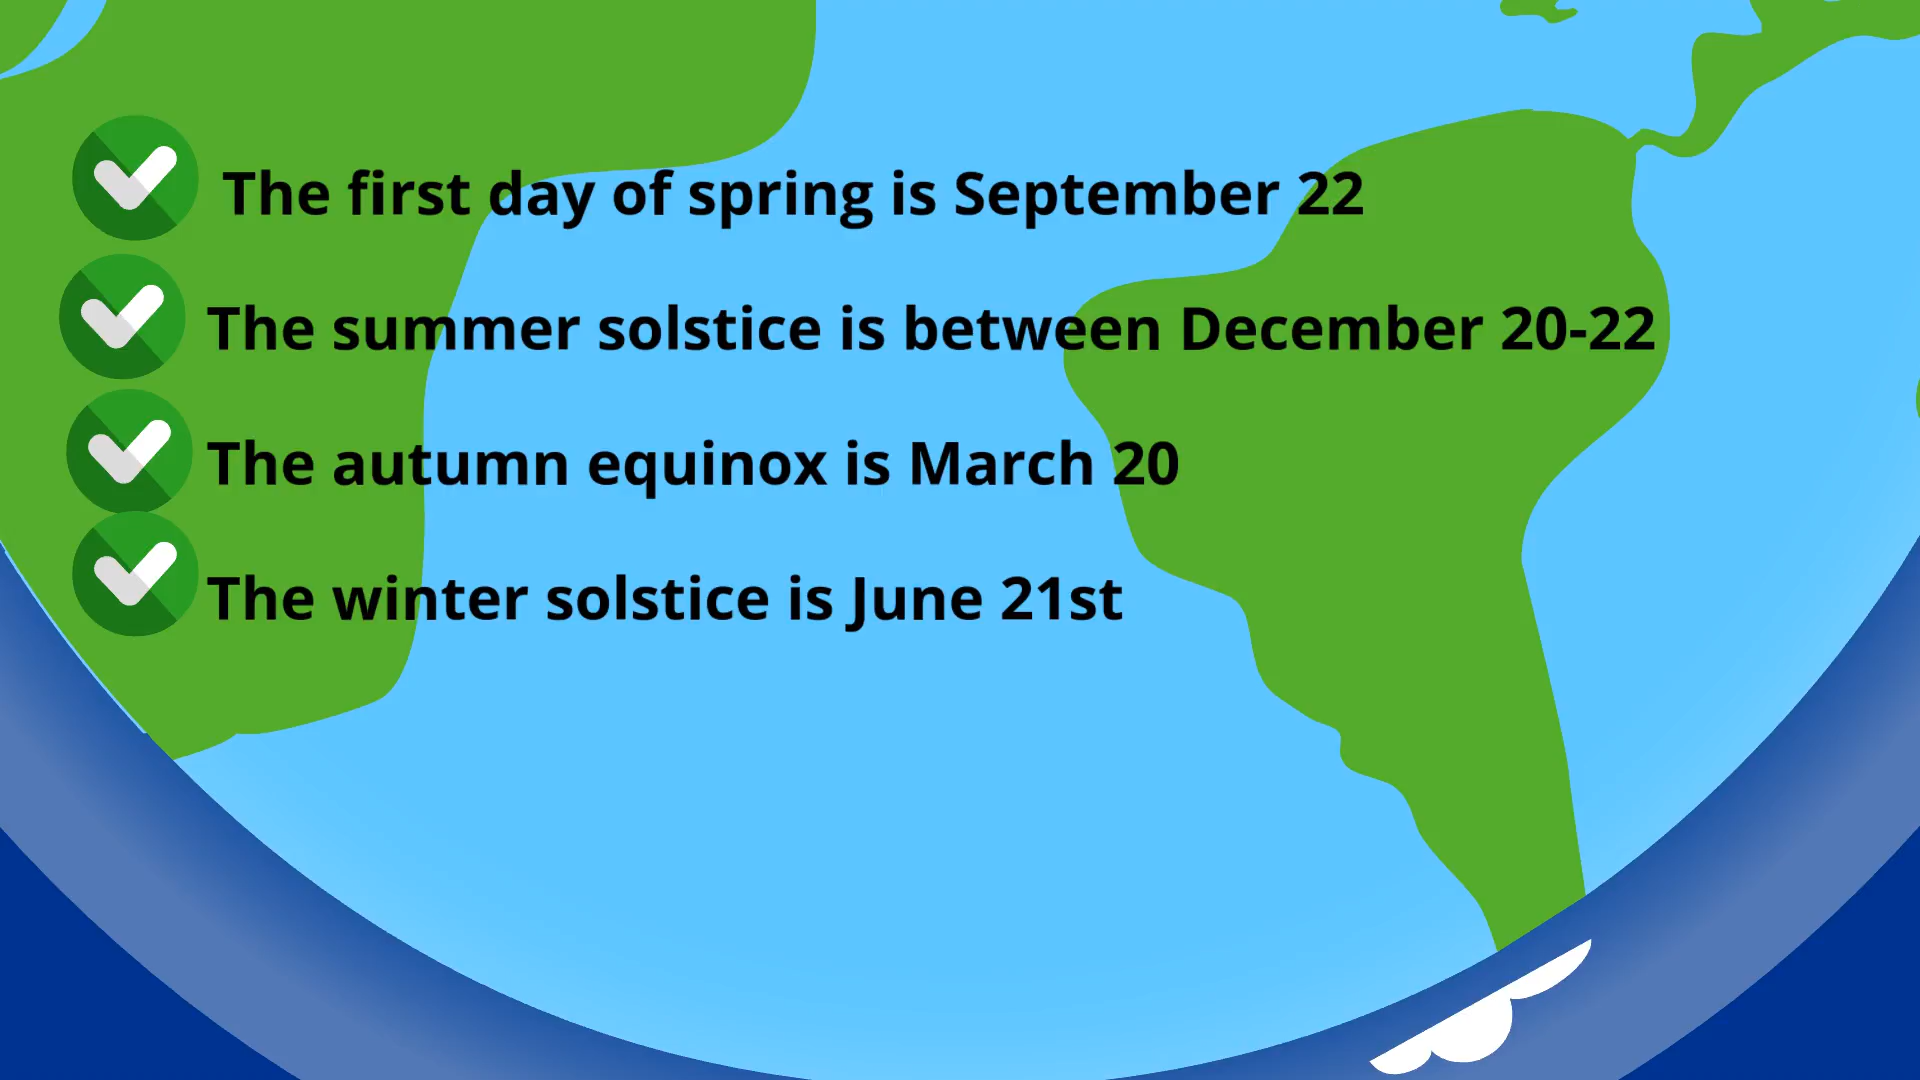 The first day of spring is September 22
The summer solstice is between December 20-22
The autumn equinox is March 20
The winter solstice is June 21st